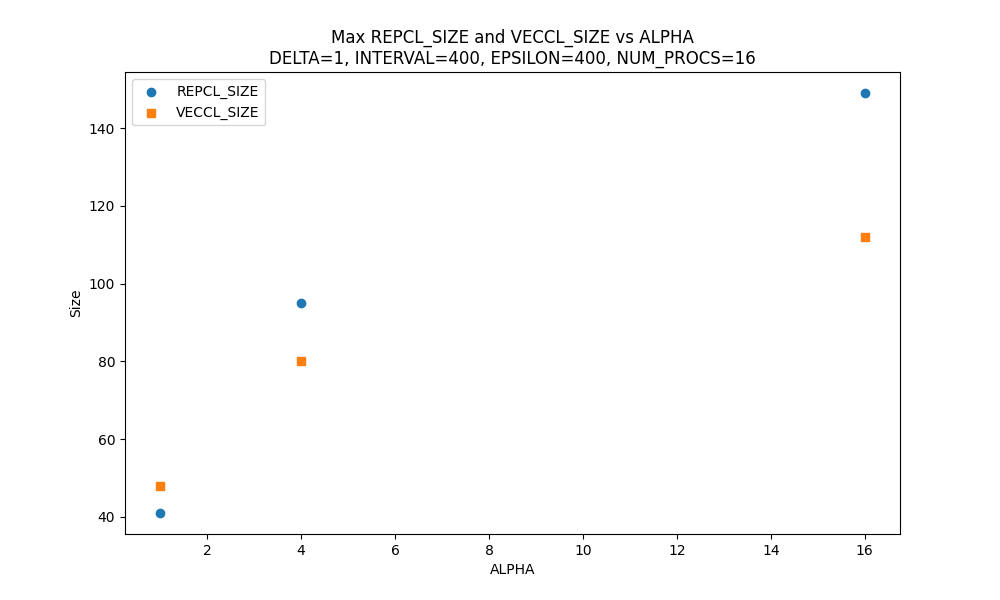 Max REPCL_SIZE and VECCL_SIZE vs ALPHA
DELTA=1, INTERVAL=400, EPSILON=400, NUM_PROCS=16
REPCL_SIZE
VECCL_SIZE
Size
140
120
100
80
60
40
2 4 6 8 10 12 14 16
ALPHA